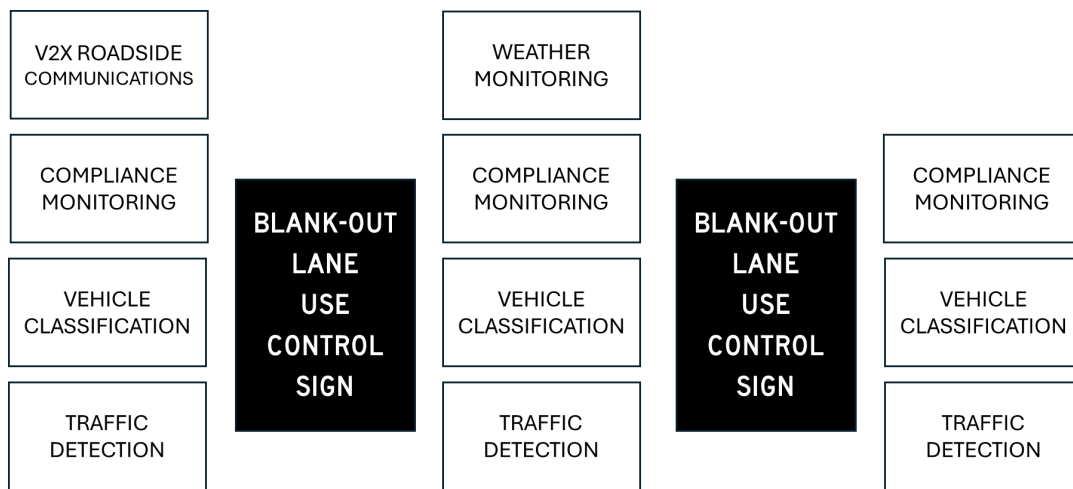 V2X ROADSIDE
COMMUNICATIONS
COMPLIANCE
MONITORING
VEHICLE
CLASSIFICATION
TRAFFIC
DETECTION
BLANK-OUT
LANE
USE
CONTROL
SIGN
WEATHER
MONITORING
COMPLIANCE
MONITORING
VEHICLE
CLASSIFICATION
TRAFFIC
DETECTION
BLANK-OUT
LANE
USE
CONTROL
SIGN
COMPLIANCE
MONITORING
VEHICLE
CLASSIFICATION
TRAFFIC
DETECTION